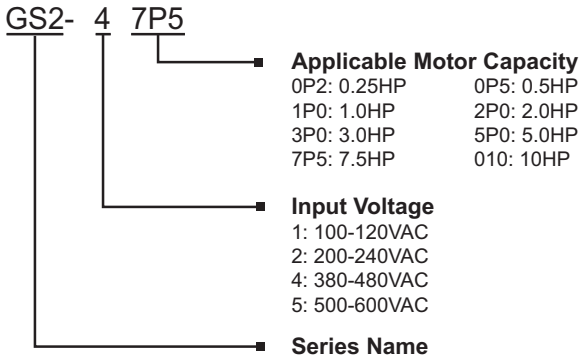 GS2- 4 7P5
Applicable Motor Capacity
0P2: 0.25HP 0P5: 0.5HP
1P0: 1.0HP 2P0: 2.0HP
3P0: 3.0HP 5P0: 5.0HP
7P5: 7.5HP 010: 10HP
Input Voltage
1: 100-120VAC
2: 200-240VAC
4: 380-480VAC
5: 500-600VAC
Series Name